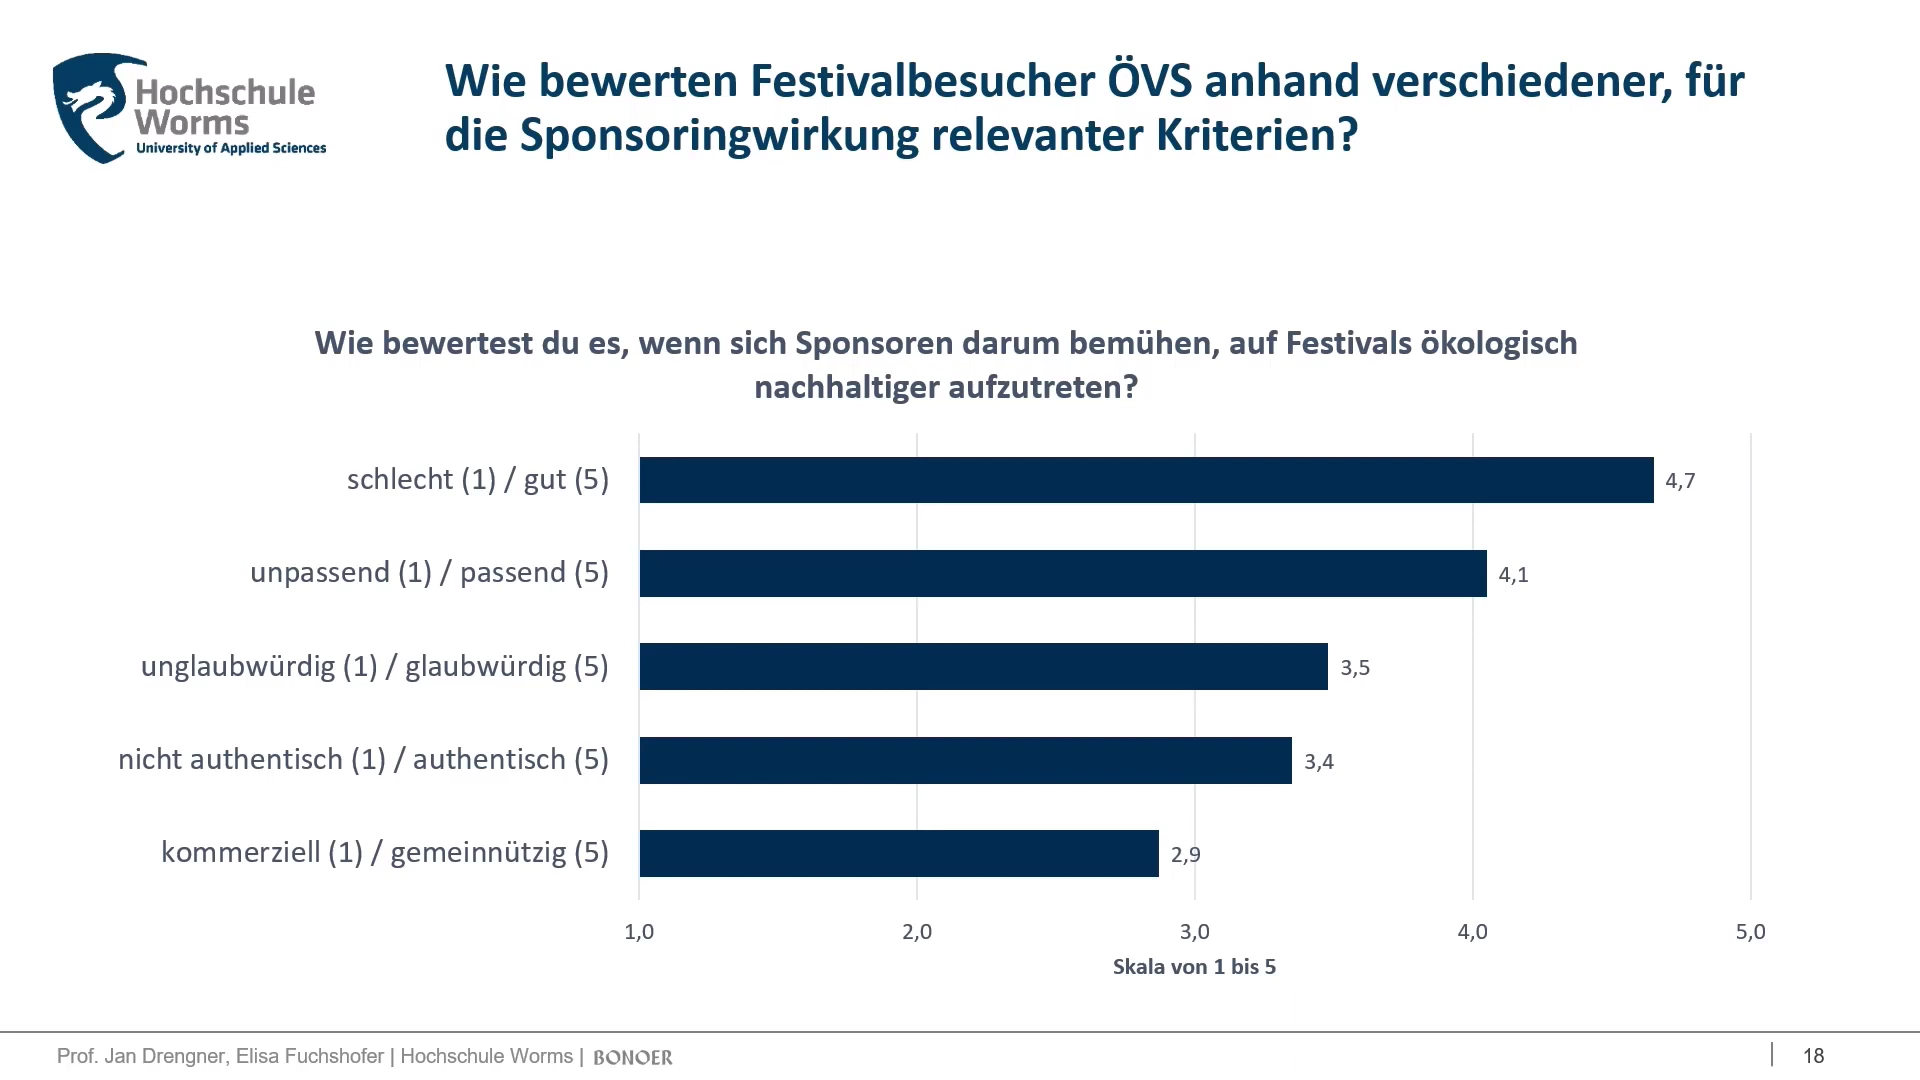 Hochschule
Worms
University of Applied Sciences
Wie bewerten Festivalbesucher ÖVS anhand verschiedener, für
die Sponsoringwirkung relevanter Kriterien?
Wie bewertest du es, wenn sich Sponsoren darum bemühen, auf Festivals ökologisch
nachhaltiger aufzutreten?
schlecht (1) / gut (5) 4,7
unpassend (1) / passend (5) 4,1
unglaubwürdig (1) / glaubwürdig (5) 3,5
nicht authentisch (1) / authentisch (5) 3,4
kommerziell (1) / gemeinnützig (5) 2,9
1,0 2,0 3,0 4,0 5,0
Skala von 1 bis 5
Prof. Jan Drengner, Elisa Fuchshofer | Hochschule Worms | BONOER
18